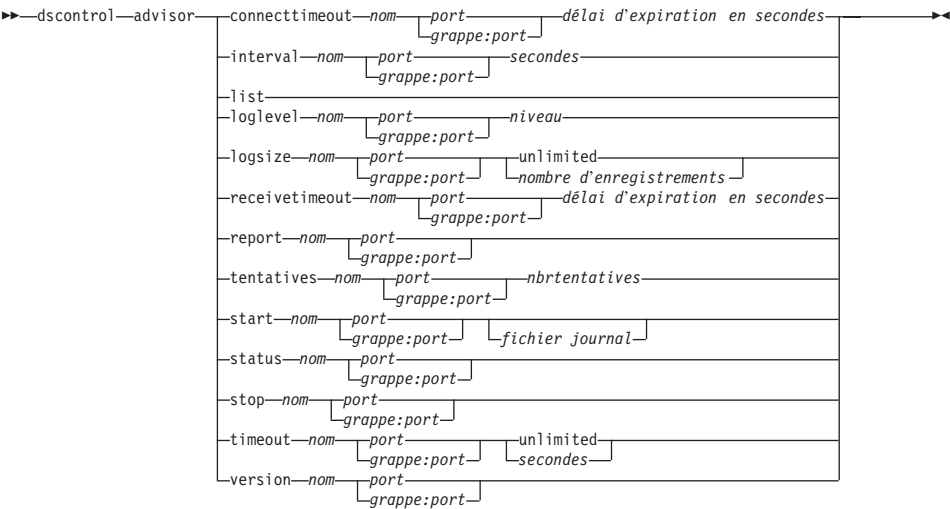 dscontrol advisor connecttimeout nom port délai d'expiration en secondes
grappe:port
interval nom port secondes
grappe:port
list
loglevel nom port niveau
grappe:port
logsize nom port unlimited
grappe:port nombre d'enregistrements
receivetimeout nom port délai d'expiration en secondes
grappe:port
report nom port
grappe:port
tentatives nom port nbrtentatives
grappe:port
start nom port
grappe:port fichier journal
status nom port
grappe:port
stop nom port
grappe:port
timeout nom port unlimited
grappe:port secondes
version nom port
grappe:port